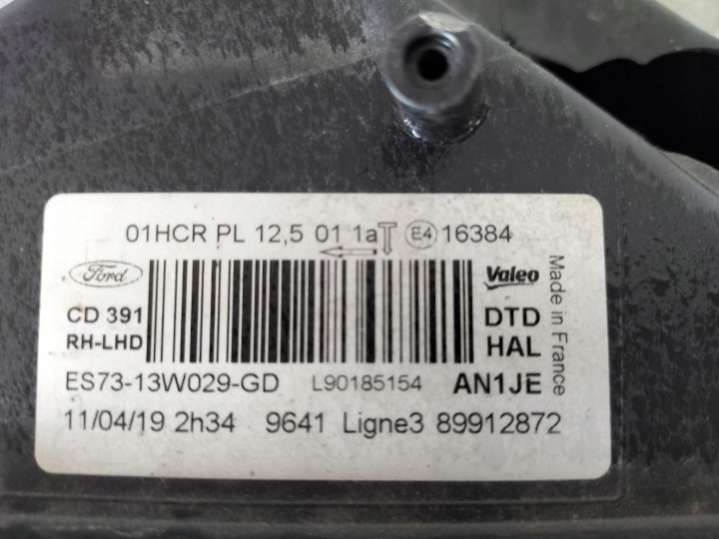 01HCR PL 12,5 01 1a E4 16384
Ford Valeo
CD 391 DTD
RH-LHD HAL
Made in France
ES73-13W029-GD L90185154 AN1JE
11/04/19 2h34 9641 Ligne3 89912872